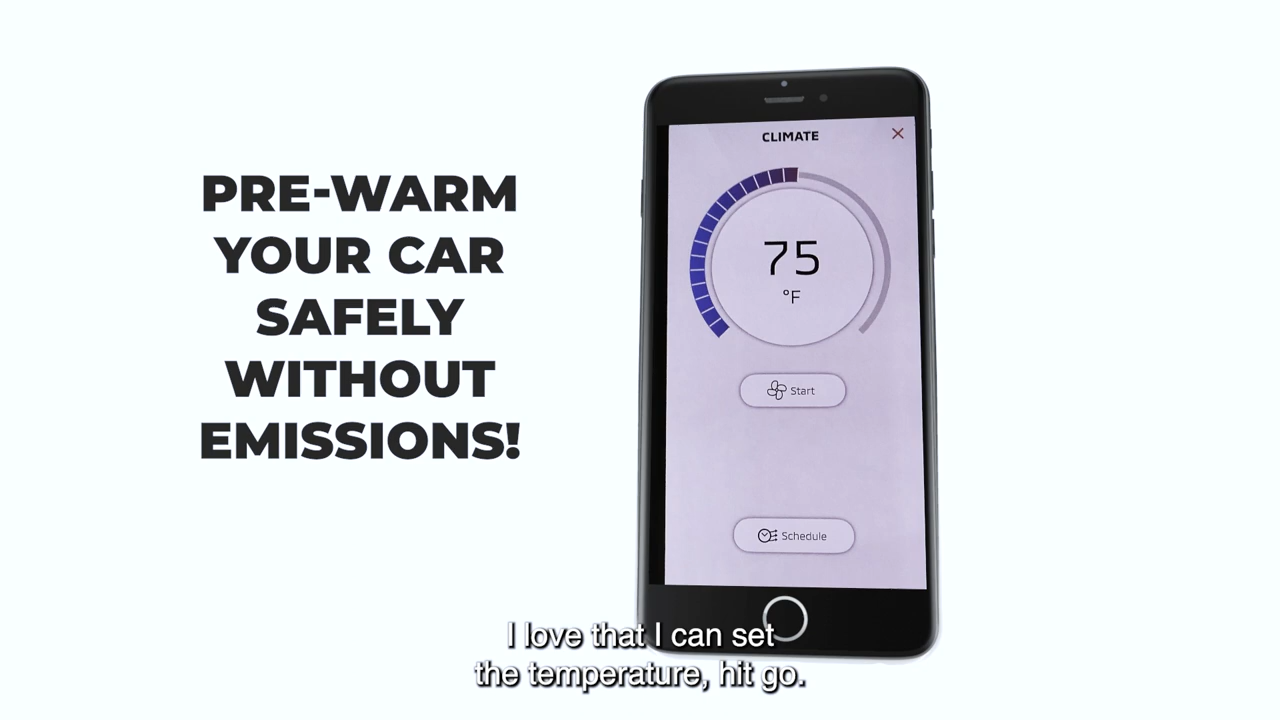 PRE-WARM
YOUR CAR
SAFELY
WITHOUT
EMISSIONS!
CLIMATE
75
°F
Start
Schedule
I love that I can set
the temperature, hit go.